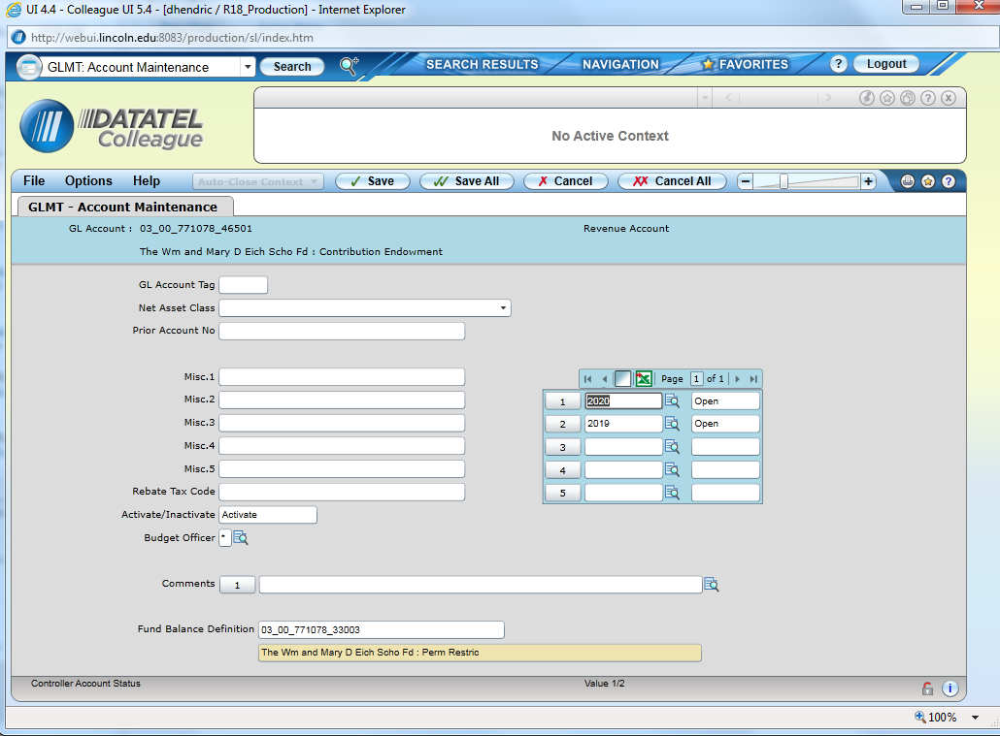 UI 4.4 - Colleague UI 5.4 - [dhendric / R18_Production] - Internet Explorer
http://webui.lincoln.edu:8083/production/sl/index.htm
GLMT: Account Maintenance Search SEARCH RESULTS NAVIGATION FAVORITES ? Logout
DATATEL
Colleague
No Active Context
File Options Help Auto-Close Context Save Save All Cancel Cancel All
GLMT - Account Maintenance
GL Account : 03_00_771078_46501 Revenue Account
The Wm and Mary D Eich Scho Fd : Contribution Endowment
GL Account Tag
Net Asset Class
Prior Account No
Misc.1
Misc.2
Misc.3
Misc.4
Misc.5
Rebate Tax Code
Activate/Inactivate Activate
Budget Officer *
Page 1 of 1
1 2020 Open
2 2019 Open
3
4
5
Comments 1
Fund Balance Definition 03_00_771078_33003
The Wm and Mary D Eich Scho Fd : Perm Restric
Controller Account Status Value 1/2
100%